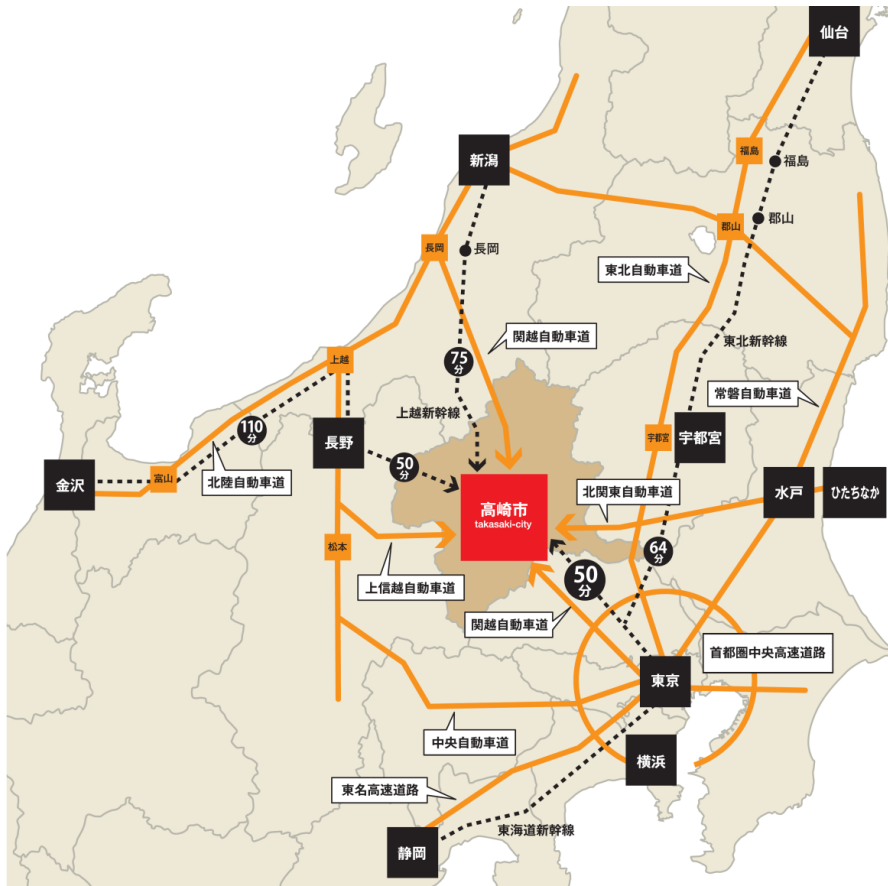 仙台
新潟
福島
福島
郡山
郡山
長岡
長岡
東北自動車道
関越自動車道
東北新幹線
75
分
上越
常磐自動車道
上越新幹線
110
分
長野
宇都宮
宇都宮
50
分
金沢
富山
北陸自動車道
北関東自動車道
水戸
ひたちなか
高崎市
takasaki-city
松本
64
分
50
分
上信越自動車道
関越自動車道
首都圏中央高速道路
東京
中央自動車道
横浜
東名高速道路
東海道新幹線
静岡